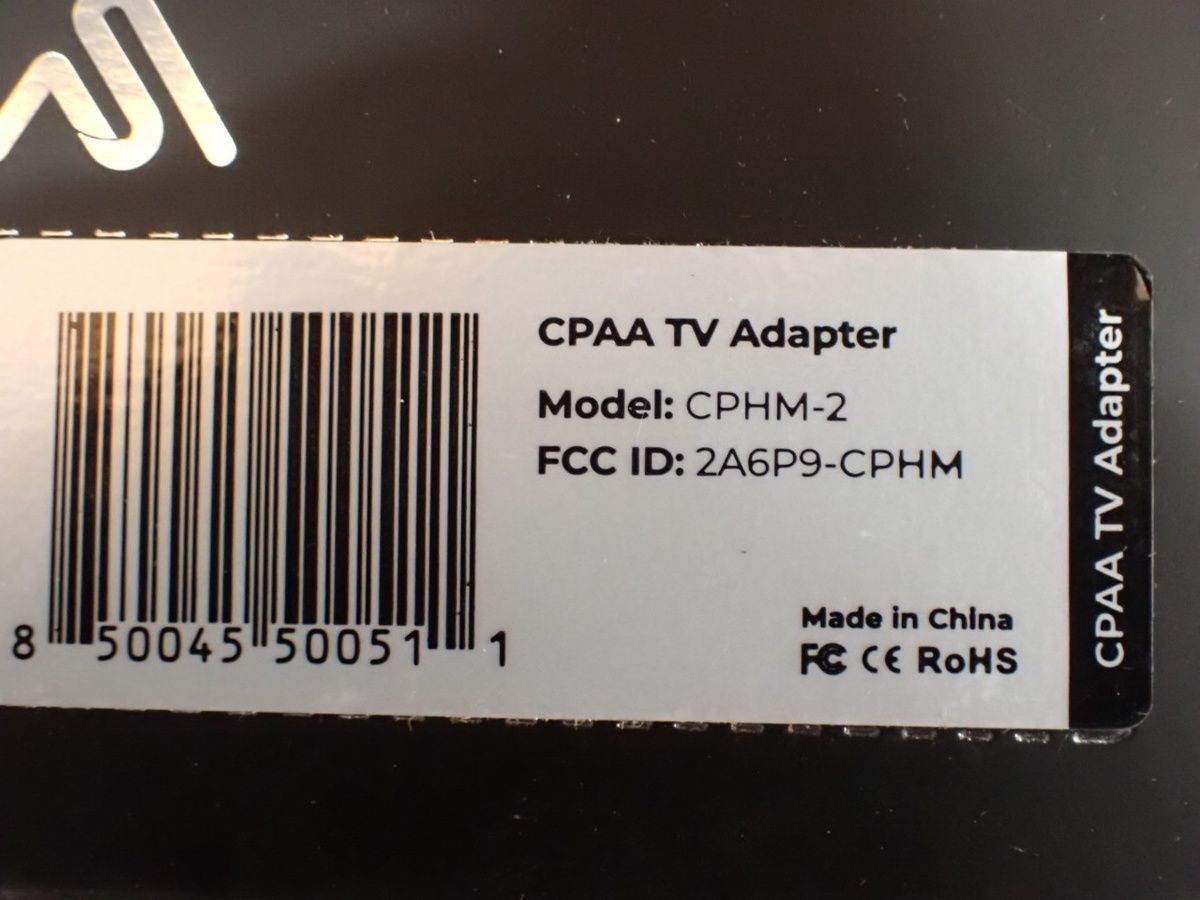 CPAA TV Adapter
Model: CPHM-2
FCC ID: 2A6P9-CPHM
Made in China
FC CE RoHS
8 50045 50051 1
CPAA TV Adapter